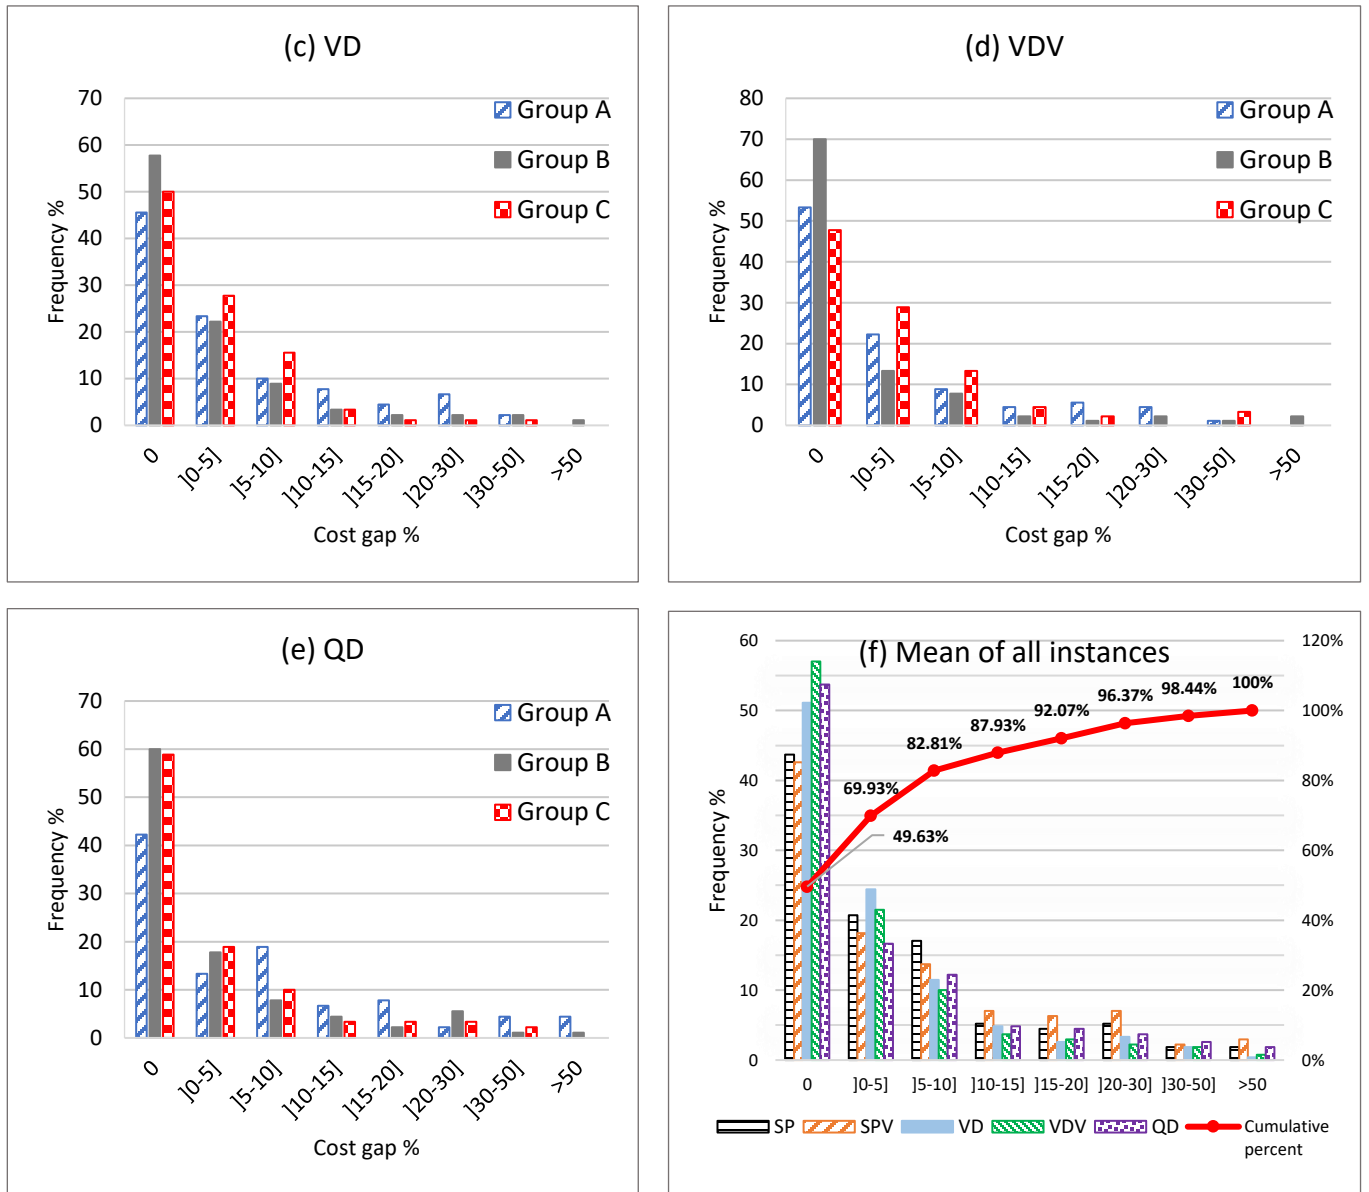 (c) VD
70
60
50
40
30
20
10
0
Frequency %
Group A
Group B
Group C
0
]0-5]
]5-10]
]10-15]
]15-20]
]20-30]
]30-50]
>50
Cost gap %
(d) VDV
80
70
60
50
40
30
20
10
0
Frequency %
Group A
Group B
Group C
0
]0-5]
]5-10]
]10-15]
]15-20]
]20-30]
]30-50]
>50
Cost gap %
(e) QD
70
60
50
40
30
20
10
0
Frequency %
Group A
Group B
Group C
0
]0-5]
]5-10]
]10-15]
]15-20]
]20-30]
]30-50]
>50
Cost gap %
(f) Mean of all instances
60
50
40
30
20
10
0
Frequency %
120%
100%
80%
60%
40%
20%
0%
49.63%
69.93%
82.81%
87.93%
92.07%
96.37%
98.44%
100%
0
]0-5]
]5-10]
]10-15]
]15-20]
]20-30]
]30-50]
>50
SP
SPV
VD
VDV
QD
Cumulative
percent